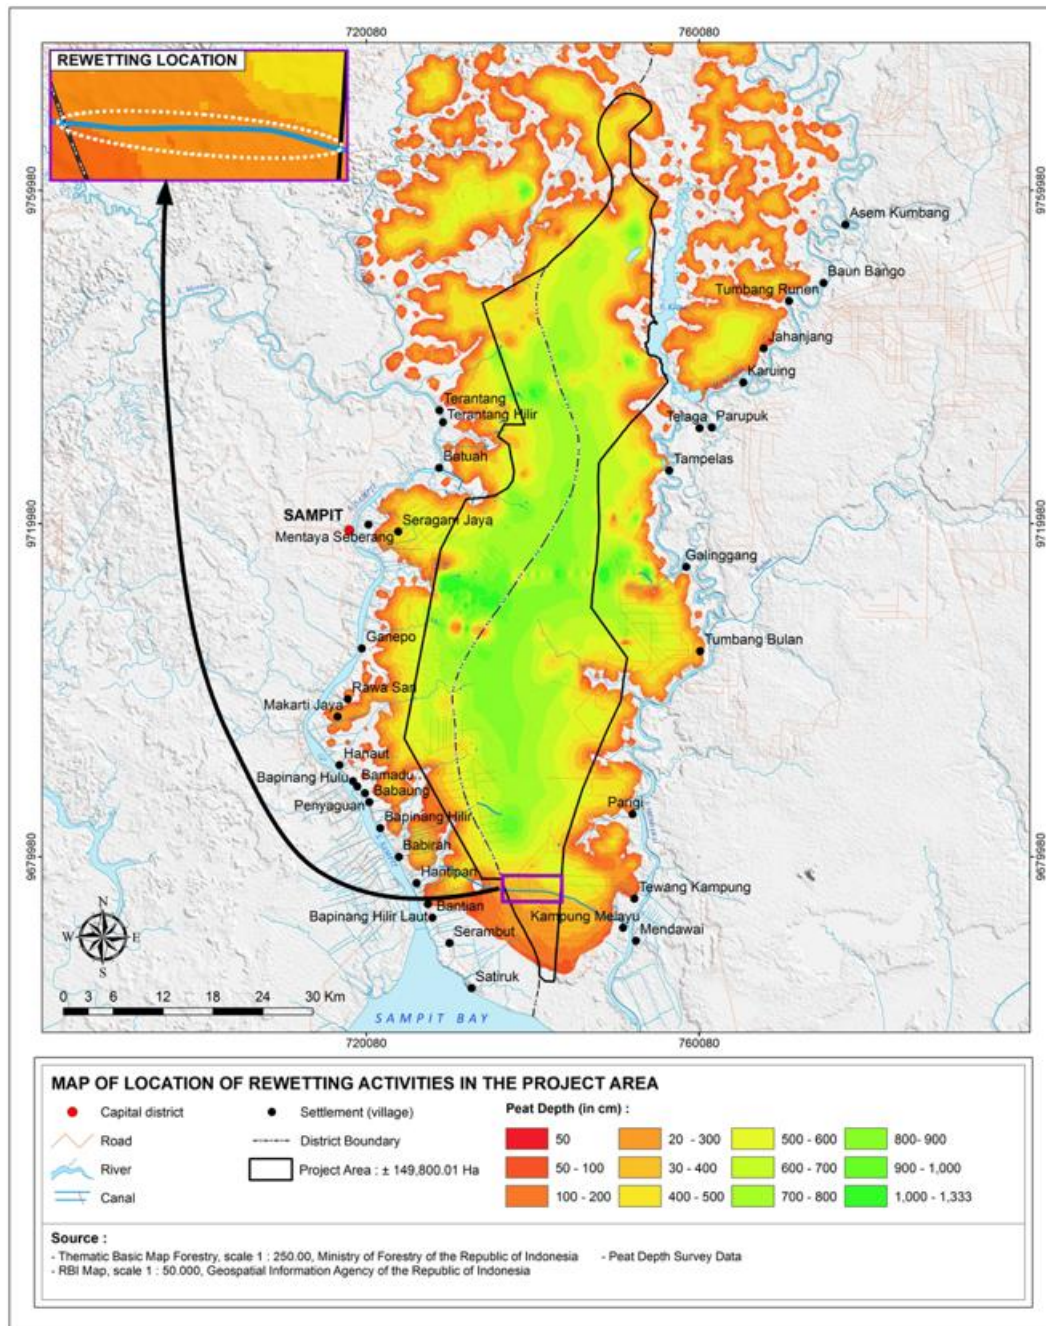 720080 760080
REWETTING LOCATION
9759980 9759980
Asem Kumbang
Baun Bango
Tumbang Runen
Jahanjang
Karuing
Terantang
Terantang Hilir
Telaga Parupuk
Batuah
Tampelas
SAMPIT
Seragam Jaya
Mentaya Seberang
9719980 9719980
Galinggang
Ganepo
Tumbang Bulan
Rawa Sari
Makarti Jaya
Hanaut
Bapinang Hulu
Bamadu
Babaung
Penyaguan
Parigi
Bapinang Hilir
Babirah
9679980 9679980
Hantipan
Tewang Kampung
Bantian
Bapinang Hilir Laut
Kampung Melayu
Serambut
Mendawai
N
W E
S
Satiruk
0 3 6 12 18 24 30 Km
SAMPIT BAY
720080 760080
MAP OF LOCATION OF REWETTING ACTIVITIES IN THE PROJECT AREA
Capital district
Road
River
Canal
Settlement (village)
District Boundary
Project Area : ± 149,800.01 Ha
Peat Depth (in cm) :
50
50 - 100
100 - 200
20 - 300
30 - 400
400 - 500
500 - 600
600 - 700
700 - 800
800- 900
900 - 1,000
1,000 - 1,333
Source :
- Thematic Basic Map Forestry, scale 1 : 250.00, Ministry of Forestry of the Republic of Indonesia - Peat Depth Survey Data
- RBI Map, scale 1 : 50.000, Geospatial Information Agency of the Republic of Indonesia